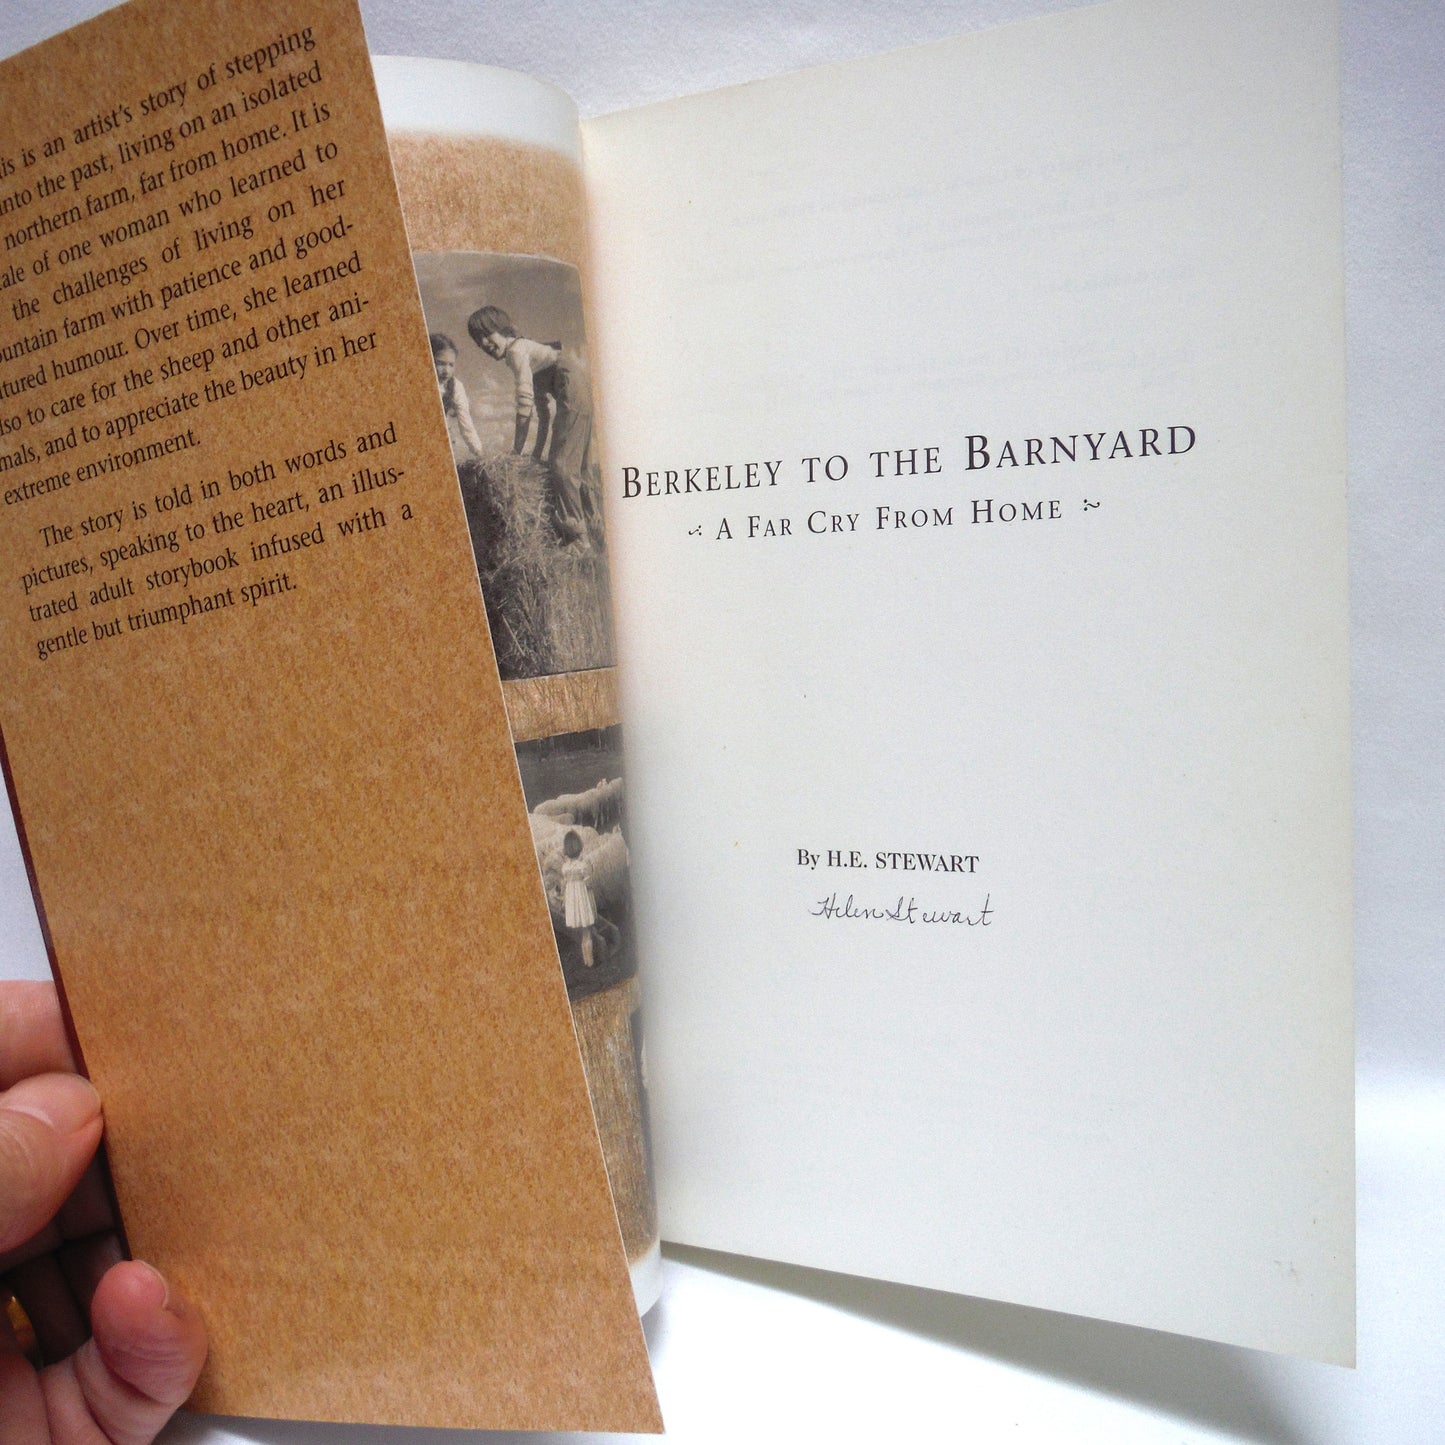 is is an artist's story of stepping
into the past, living on an isolated
northern farm, far from home. It is
tale of one woman who learned to
the challenges of living on her
ountain farm with patience and good-
tured humour. Over time, she learned
lso to care for the sheep and other ani-
mals, and to appreciate the beauty in her
extreme environment.
The story is told in both words and
pictures, speaking to the heart, an illus-
trated adult storybook infused with a
gentle but triumphant spirit.
BERKELEY TO THE BARNYARD
A FAR CRY FROM HOME
By H.E. STEWART
Helen Stewart